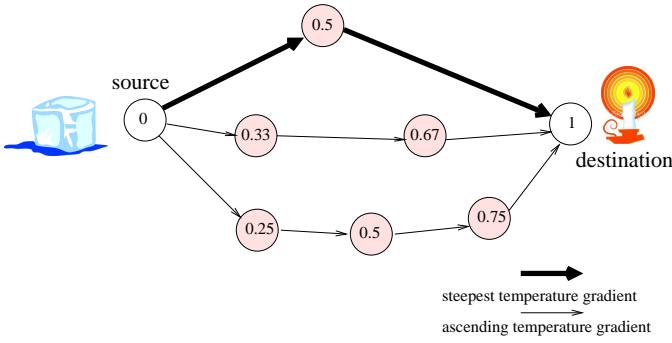 0.5
source
0
0.33
0.67
1
destination
0.25
0.5
0.75
steepest temperature gradient
ascending temperature gradient